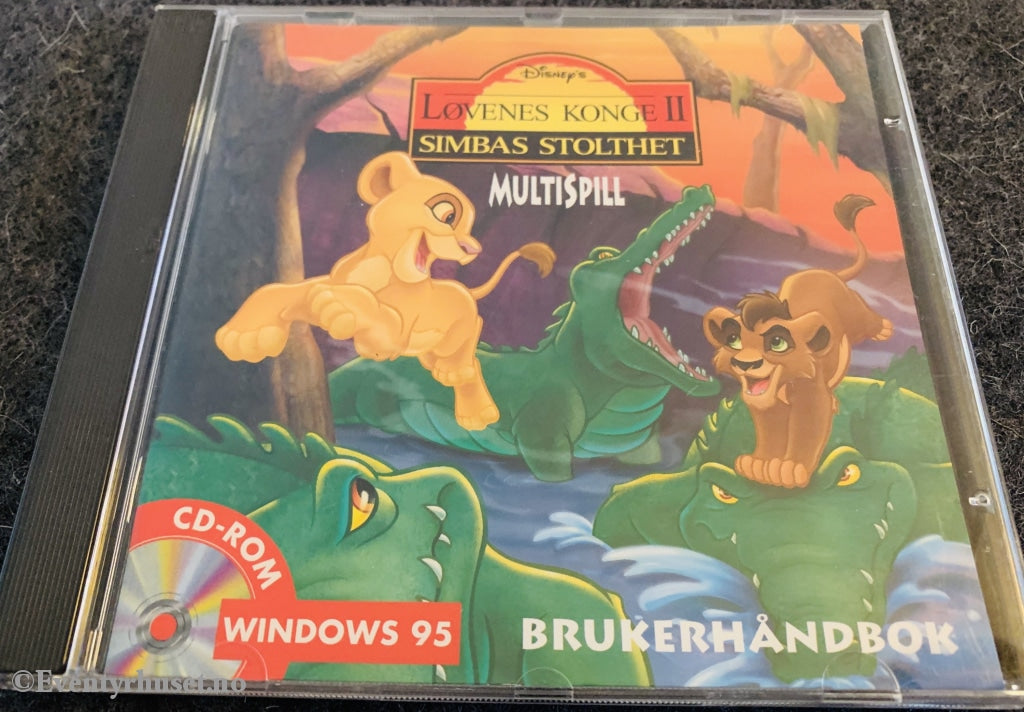 Disney's
LØVENES KONGE II
SIMBAS STOLTHET
MULTISPILL
CD-ROM
WINDOWS 95
BRUKERHÅNDBOK
©Eventyrhuset.no